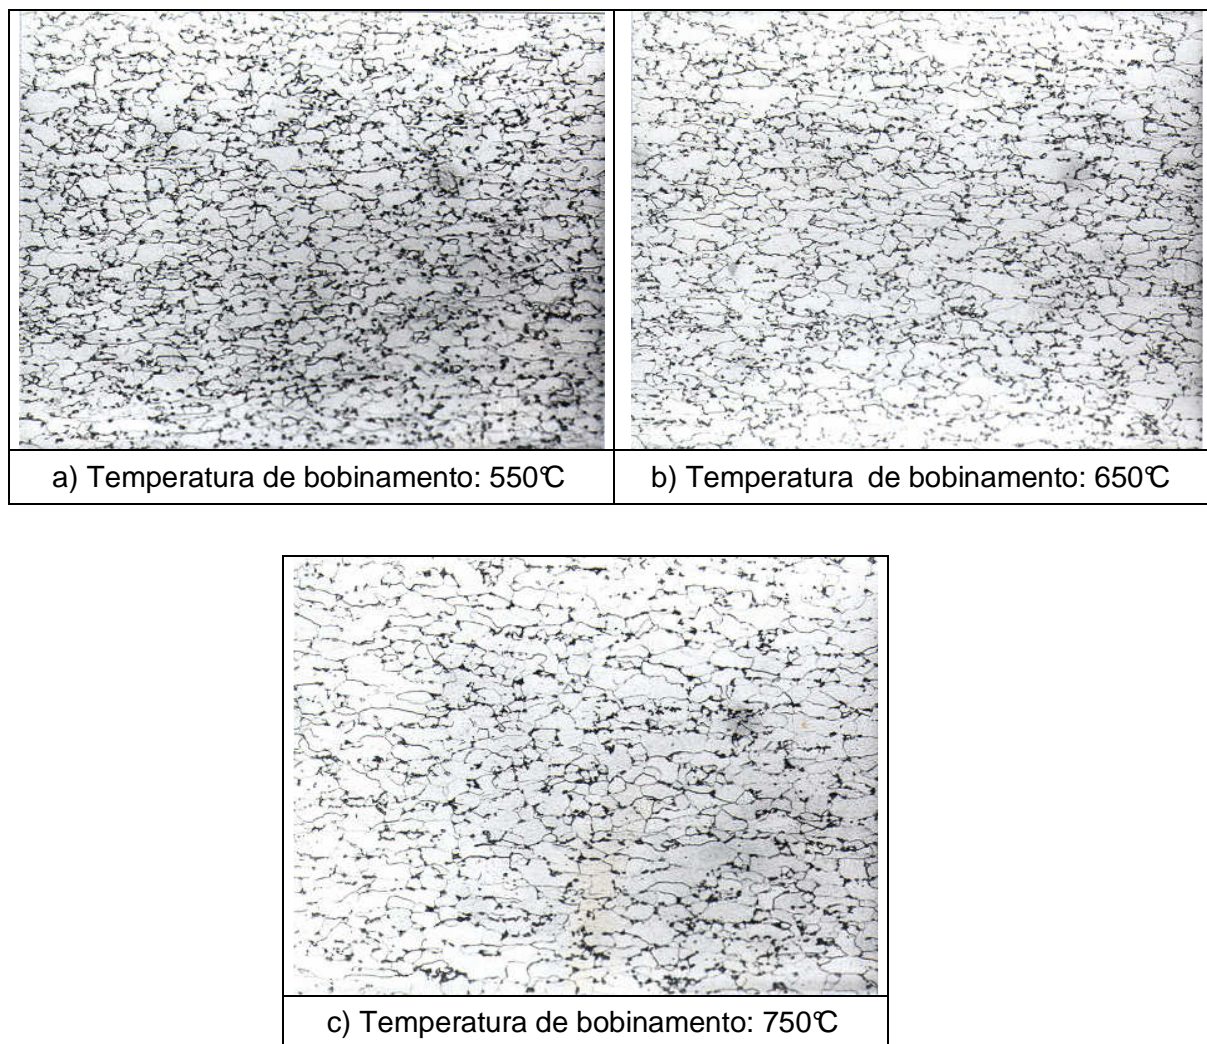 a) Temperatura de bobinamento: 550°C
b) Temperatura de bobinamento: 650°C
c) Temperatura de bobinamento: 750°C